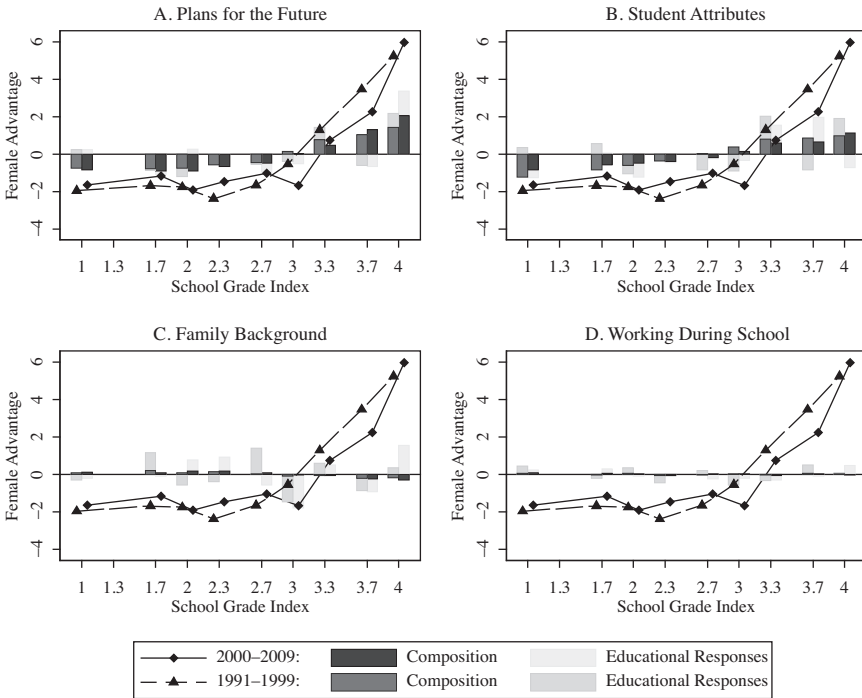 A. Plans for the Future
B. Student Attributes
Female Advantage
6
4
2
0
−2
−4
1 1.3 1.7 2 2.3 2.7 3 3.3 3.7 4
School Grade Index
Female Advantage
6
4
2
0
−2
−4
1 1.3 1.7 2 2.3 2.7 3 3.3 3.7 4
School Grade Index
C. Family Background
D. Working During School
Female Advantage
6
4
2
0
−2
−4
1 1.3 1.7 2 2.3 2.7 3 3.3 3.7 4
School Grade Index
Female Advantage
6
4
2
0
−2
−4
1 1.3 1.7 2 2.3 2.7 3 3.3 3.7 4
School Grade Index
2000–2009: Composition Educational Responses
1991–1999: Composition Educational Responses